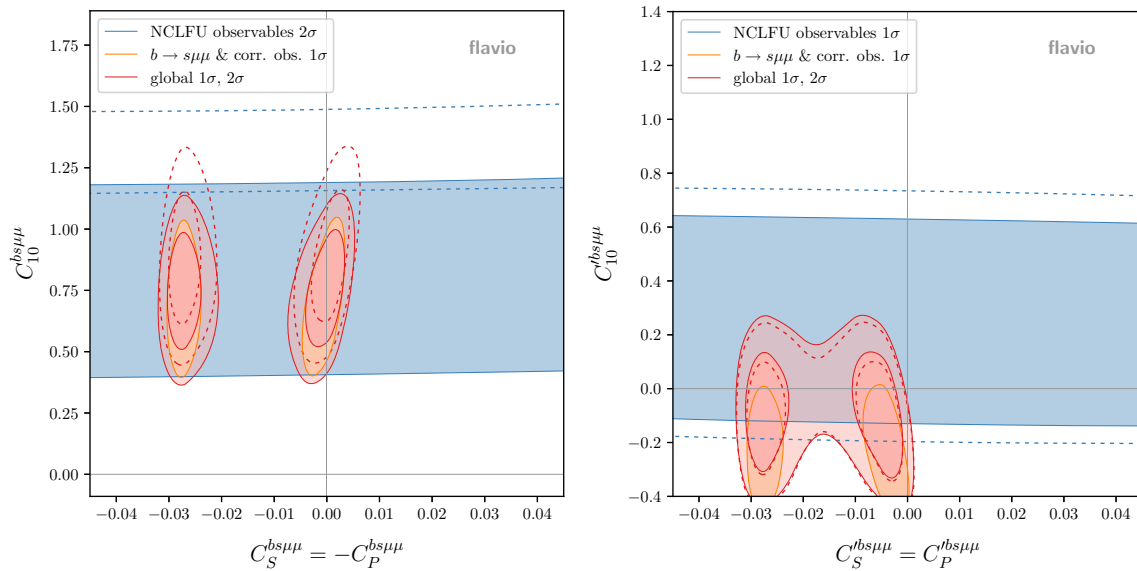 NCLFU observables 2σ
b → sμμ & corr. obs. 1σ
global 1σ, 2σ
flavio
1.75
1.50
1.25
1.00
0.75
0.50
0.25
0.00
C_{10}^{bsμμ}
−0.04 −0.03 −0.02 −0.01 0.00 0.01 0.02 0.03 0.04
C_S^{bsμμ} = −C_P^{bsμμ}
NCLFU observables 1σ
b → sμμ & corr. obs. 1σ
global 1σ, 2σ
flavio
1.4
1.2
1.0
0.8
0.6
0.4
0.2
0.0
−0.2
−0.4
C_{10}^{′bsμμ}
−0.04 −0.03 −0.02 −0.01 0.00 0.01 0.02 0.03 0.04
C_S^{′bsμμ} = C_P^{′bsμμ}